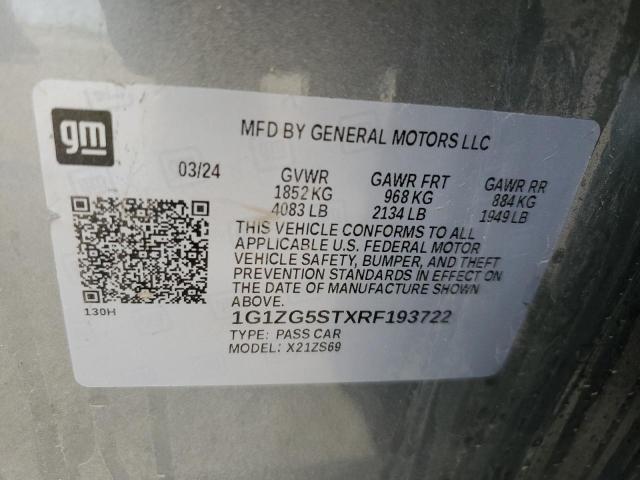 gm
MFD BY GENERAL MOTORS LLC
03/24 GVWR GAWR FRT GAWR RR
1852 KG 968 KG 884 KG
4083 LB 2134 LB 1949 LB
THIS VEHICLE CONFORMS TO ALL
APPLICABLE U.S. FEDERAL MOTOR
VEHICLE SAFETY, BUMPER, AND THEFT
PREVENTION STANDARDS IN EFFECT ON
THE DATE OF MANUFACTURE SHOWN
ABOVE.
130H
1G1ZG5STXRF193722
TYPE: PASS CAR
MODEL: X21ZS69